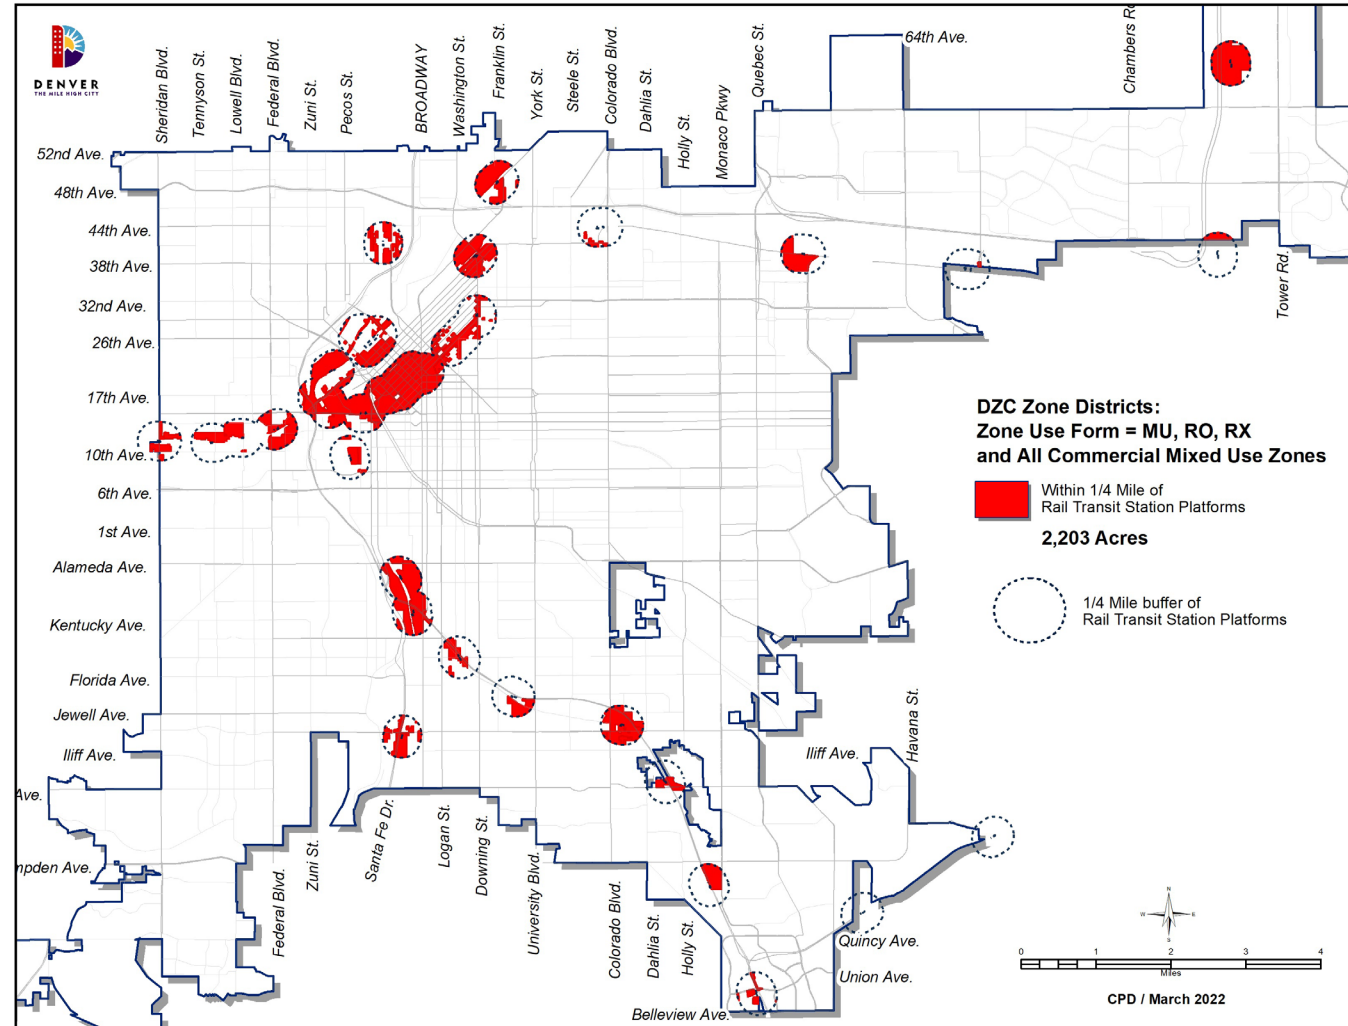 DENVER
THE MILE HIGH CITY
Sheridan Blvd.
Tennyson St.
Lowell Blvd.
Federal Blvd.
Zuni St.
Pecos St.
BROADWAY
Washington St.
Franklin St.
York St.
Steele St.
Colorado Blvd.
Dahlia St.
Holly St.
Monaco Pkwy
Quebec St.
64th Ave.
Chambers Rd
52nd Ave.
48th Ave.
44th Ave.
38th Ave.
32nd Ave.
26th Ave.
17th Ave.
10th Ave.
6th Ave.
1st Ave.
Alameda Ave.
Kentucky Ave.
Florida Ave.
Jewell Ave.
Iliff Ave.
Ave.
mpden Ave.
Tower Rd.
DZC Zone Districts:
Zone Use Form = MU, RO, RX
and All Commercial Mixed Use Zones
Within 1/4 Mile of
Rail Transit Station Platforms
2,203 Acres
1/4 Mile buffer of
Rail Transit Station Platforms
Havana St.
Iliff Ave.
Federal Blvd.
Zuni St.
Santa Fe Dr.
Logan St.
Downing St.
University Blvd.
Colorado Blvd.
Dahlia St.
Holly St.
Quincy Ave.
Union Ave.
Belleview Ave.
N
W
E
S
0 1 2 3 4
Miles
CPD / March 2022